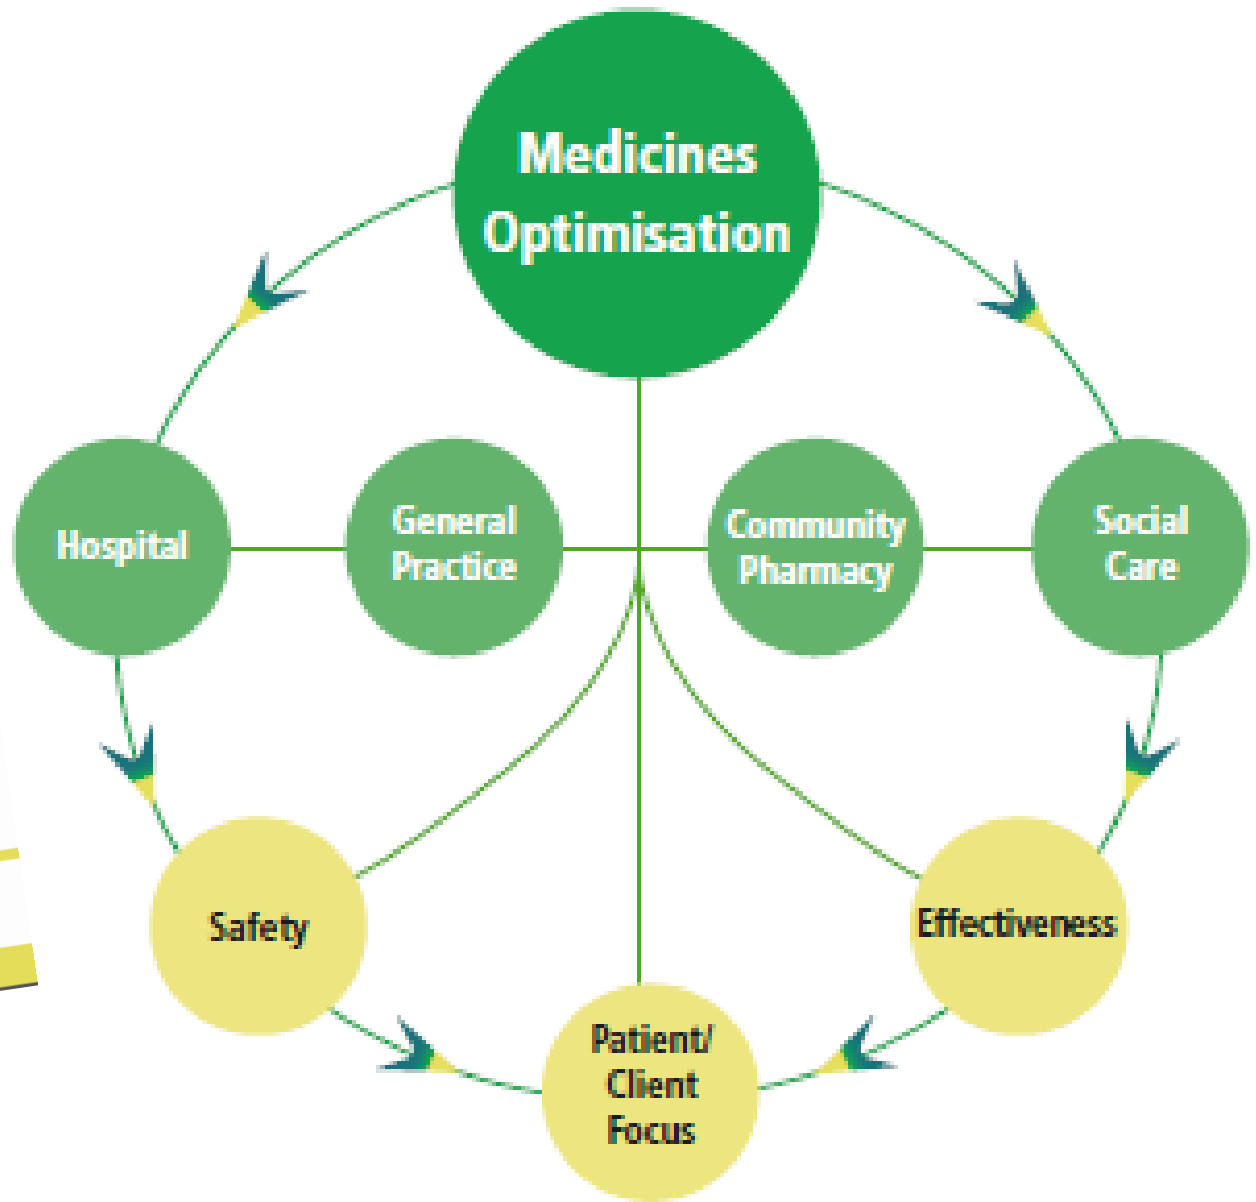 Medicines
Optimisation
Hospital
General
Practice
Community
Pharmacy
Social
Care
Safety
Effectiveness
Patient/
Client
Focus